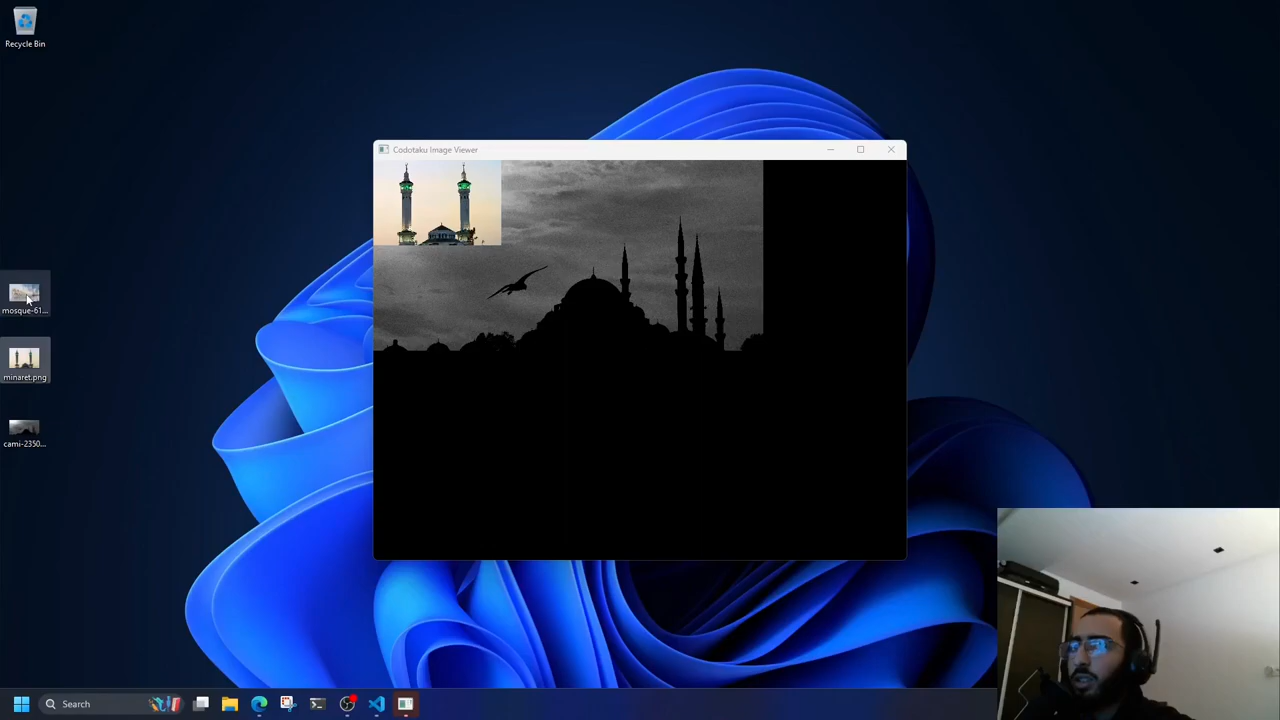 Recycle Bin
Codotaku Image Viewer
mosque-61...
minaret.png
cami-2350...
Search